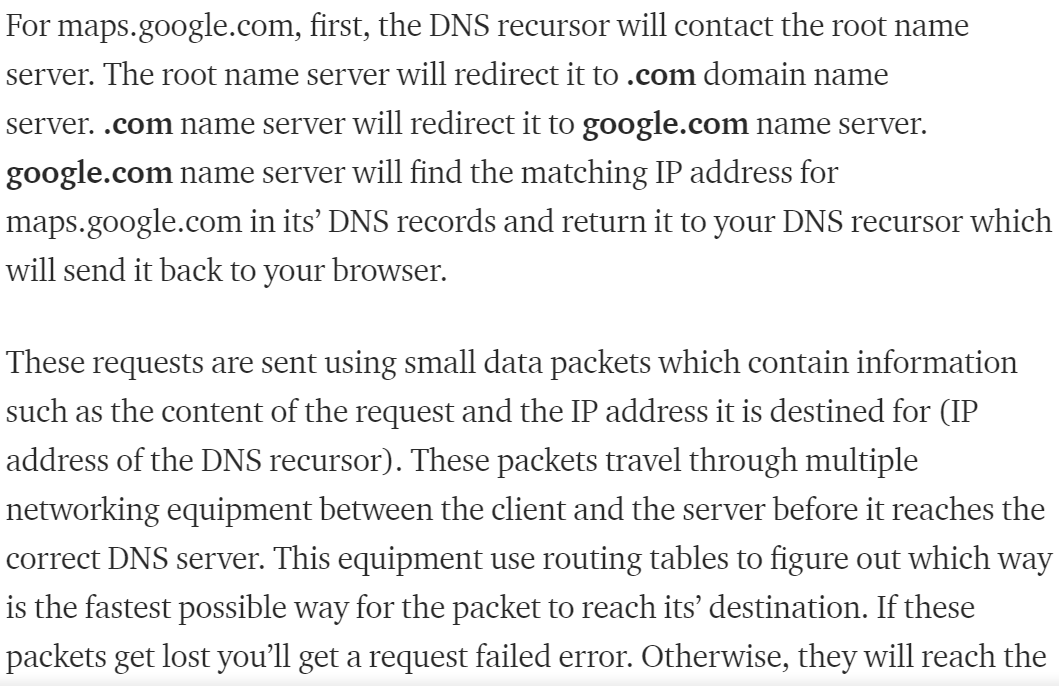 For maps.google.com, first, the DNS recursor will contact the root name
server. The root name server will redirect it to .com domain name
server. .com name server will redirect it to google.com name server.
google.com name server will find the matching IP address for
maps.google.com in its’ DNS records and return it to your DNS recursor which
will send it back to your browser.
These requests are sent using small data packets which contain information
such as the content of the request and the IP address it is destined for (IP
address of the DNS recursor). These packets travel through multiple
networking equipment between the client and the server before it reaches the
correct DNS server. This equipment use routing tables to figure out which way
is the fastest possible way for the packet to reach its’ destination. If these
packets get lost you’ll get a request failed error. Otherwise, they will reach the